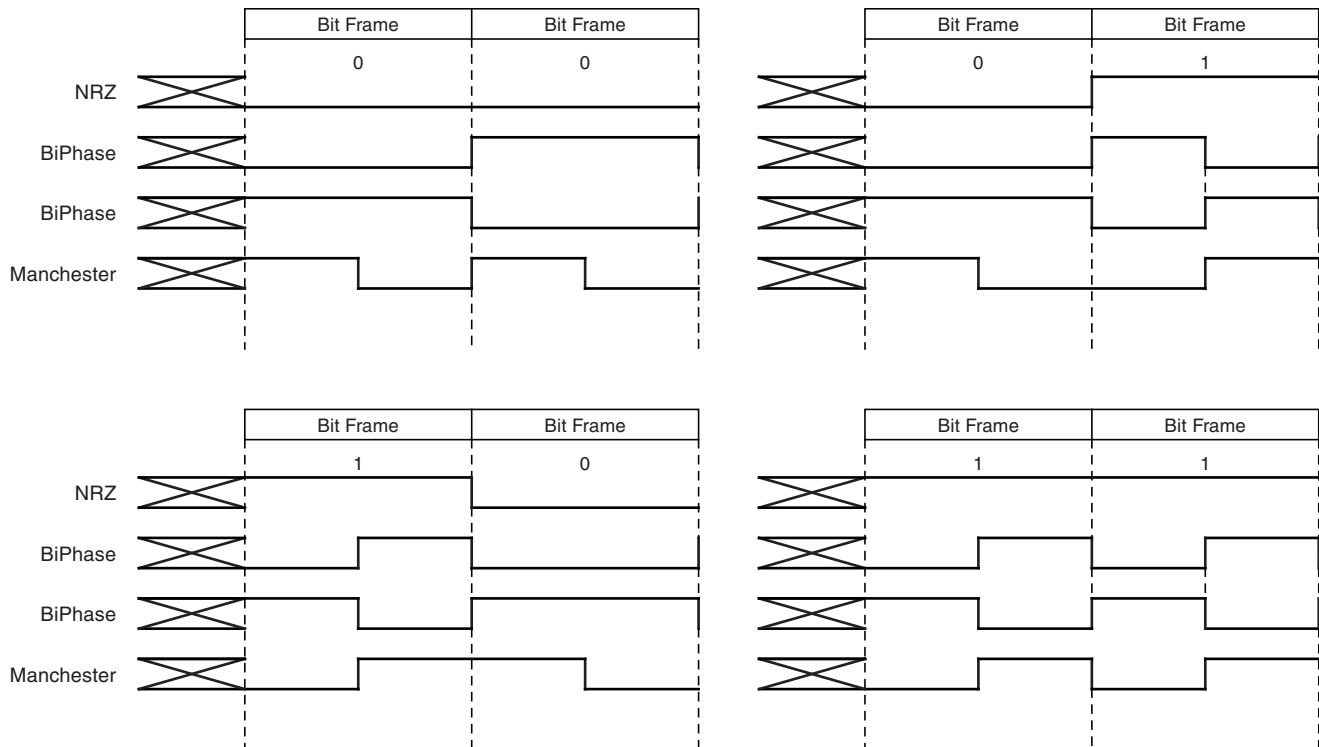 Bit Frame Bit Frame Bit Frame Bit Frame
0 0 0 1
NRZ
BiPhase
BiPhase
Manchester
Bit Frame Bit Frame Bit Frame Bit Frame
1 0 1 1
NRZ
BiPhase
BiPhase
Manchester